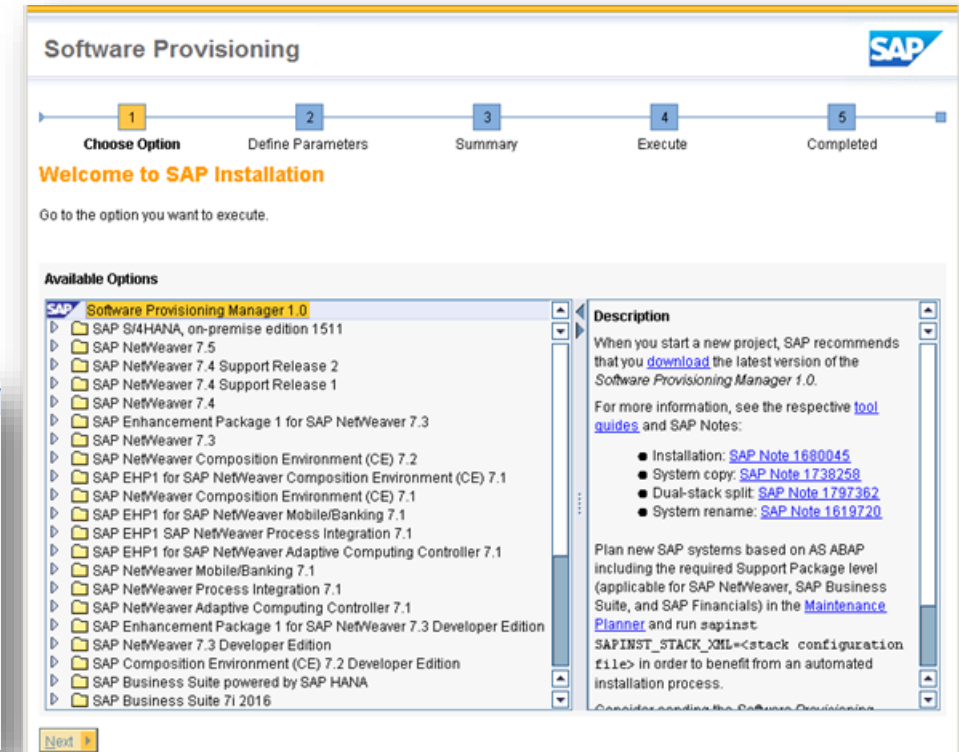 Software Provisioning
SAP
1
2
3
4
5
Choose Option
Define Parameters
Summary
Execute
Completed
Welcome to SAP Installation
Go to the option you want to execute.
Available Options
SAP
Software Provisioning Manager 1.0
SAP S/4HANA, on-premise edition 1511
SAP NetWeaver 7.5
SAP NetWeaver 7.4 Support Release 2
SAP NetWeaver 7.4 Support Release 1
SAP NetWeaver 7.4
SAP Enhancement Package 1 for SAP NetWeaver 7.3
SAP NetWeaver 7.3
SAP NetWeaver Composition Environment (CE) 7.2
SAP EHP1 for SAP NetWeaver Composition Environment (CE) 7.1
SAP NetWeaver Composition Environment (CE) 7.1
SAP EHP1 for SAP NetWeaver Mobile/Banking 7.1
SAP EHP1 SAP NetWeaver Process Integration 7.1
SAP EHP1 for SAP NetWeaver Adaptive Computing Controller 7.1
SAP NetWeaver Mobile/Banking 7.1
SAP NetWeaver Process Integration 7.1
SAP NetWeaver Adaptive Computing Controller 7.1
SAP Enhancement Package 1 for SAP NetWeaver 7.3 Developer Edition
SAP NetWeaver 7.3 Developer Edition
SAP Composition Environment (CE) 7.2 Developer Edition
SAP Business Suite powered by SAP HANA
SAP Business Suite 7i 2016
Description
When you start a new project, SAP recommends
that you download the latest version of the
Software Provisioning Manager 1.0.
For more information, see the respective tool
guides and SAP Notes:
● Installation: SAP Note 1680045
● System copy: SAP Note 1738258
● Dual-stack split: SAP Note 1797362
● System rename: SAP Note 1619720
Plan new SAP systems based on AS ABAP
including the required Support Package level
(applicable for SAP NetWeaver, SAP Business
Suite, and SAP Financials) in the Maintenance
Planner and run sapinst
SAPINST_STACK_XML=<stack configuration
file> in order to benefit from an automated
installation process.
Consider sending the Software Provisioning
Next